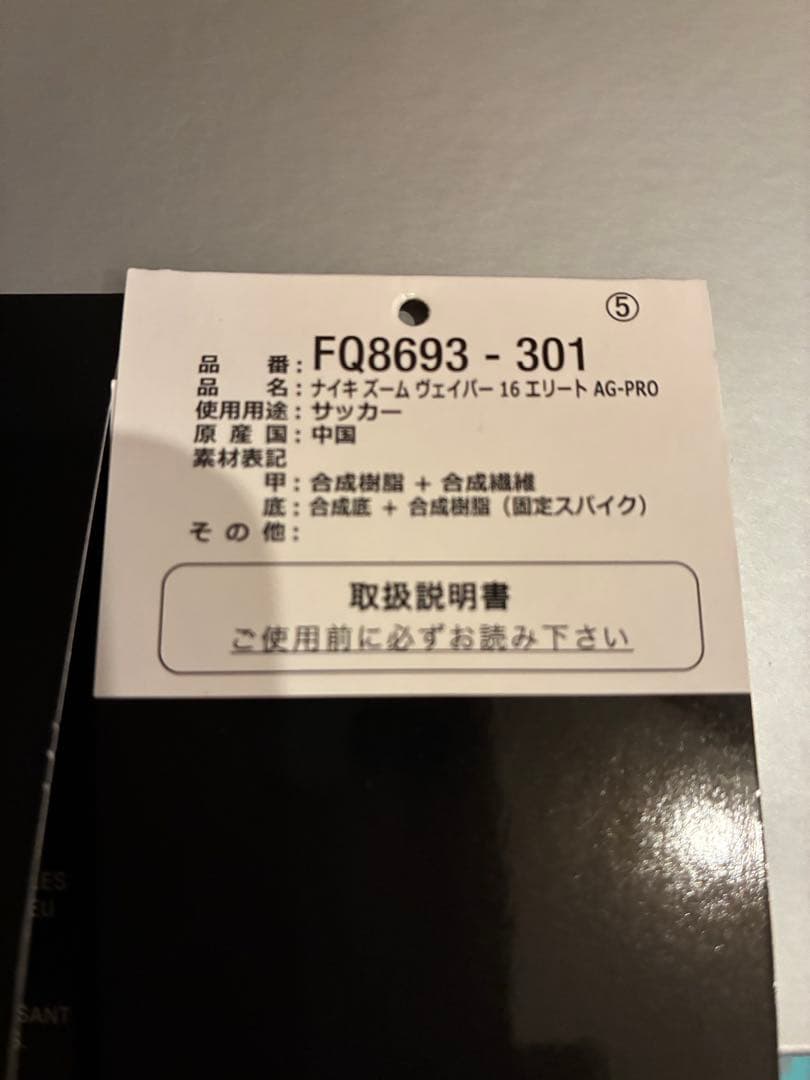 ⑤
品 番：FQ8693 - 301
品 名：ナイキ ズーム ヴェイパー 16 エリート AG-PRO
使用用途：サッカー
原 産 国：中国
素材表記
甲：合成樹脂 + 合成繊維
底：合成底 + 合成樹脂（固定スパイク）
そ の 他：
取扱説明書
ご使用前に必ずお読み下さい
EU
SANT